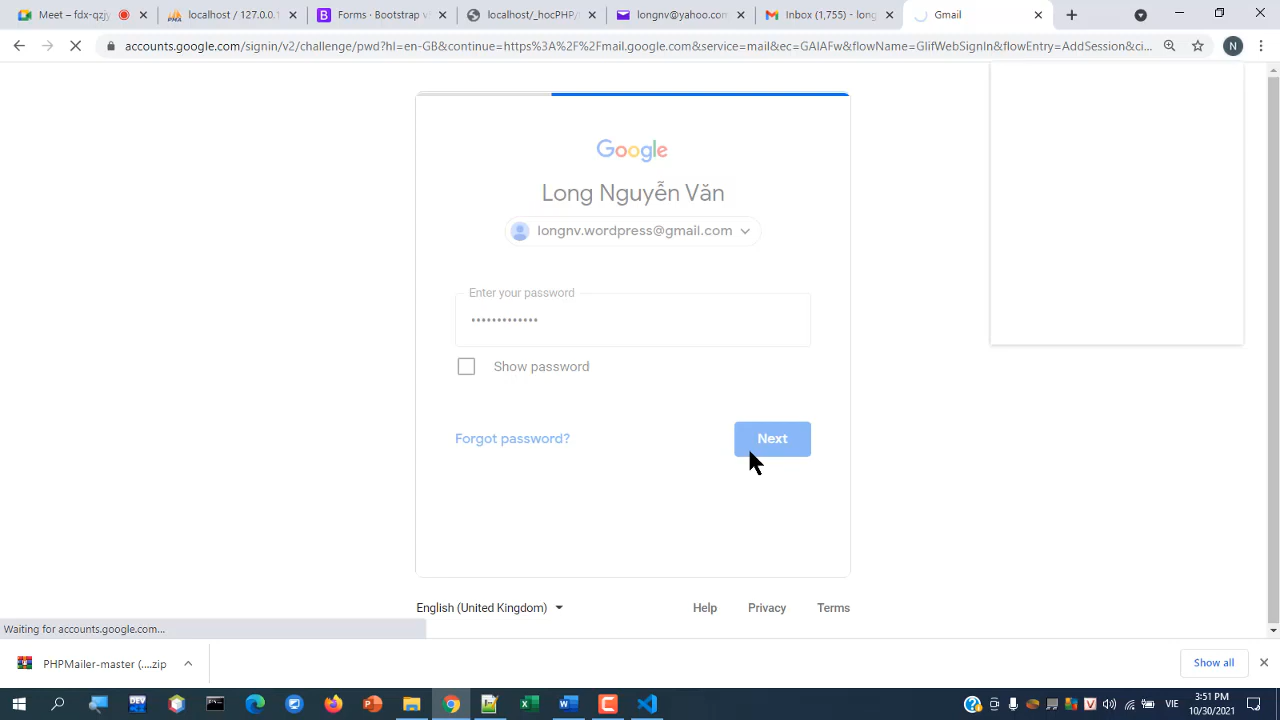 Meet – fdxr-qzjy
localhost / 127.0.0.1
Forms · Bootstrap v
localhost/_hocPHP/
longnv@yahoo.com
Inbox (1,755) - long
Gmail
accounts.google.com/signin/v2/challenge/pwd?hl=en-GB&continue=https%3A%2F%2Fmail.google.com&service=mail&ec=GAlAFw&flowName=GlifWebSignIn&flowEntry=AddSession&ci...
N
Google
Long Nguyễn Văn
longnv.wordpress@gmail.com
Enter your password
•••••••••••••
Show password
Forgot password?
Next
English (United Kingdom)
Help
Privacy
Terms
Waiting for accounts.google.com...
PHPMailer-master (....zip
Show all
DEV
V
VIE
3:51 PM
10/30/2021